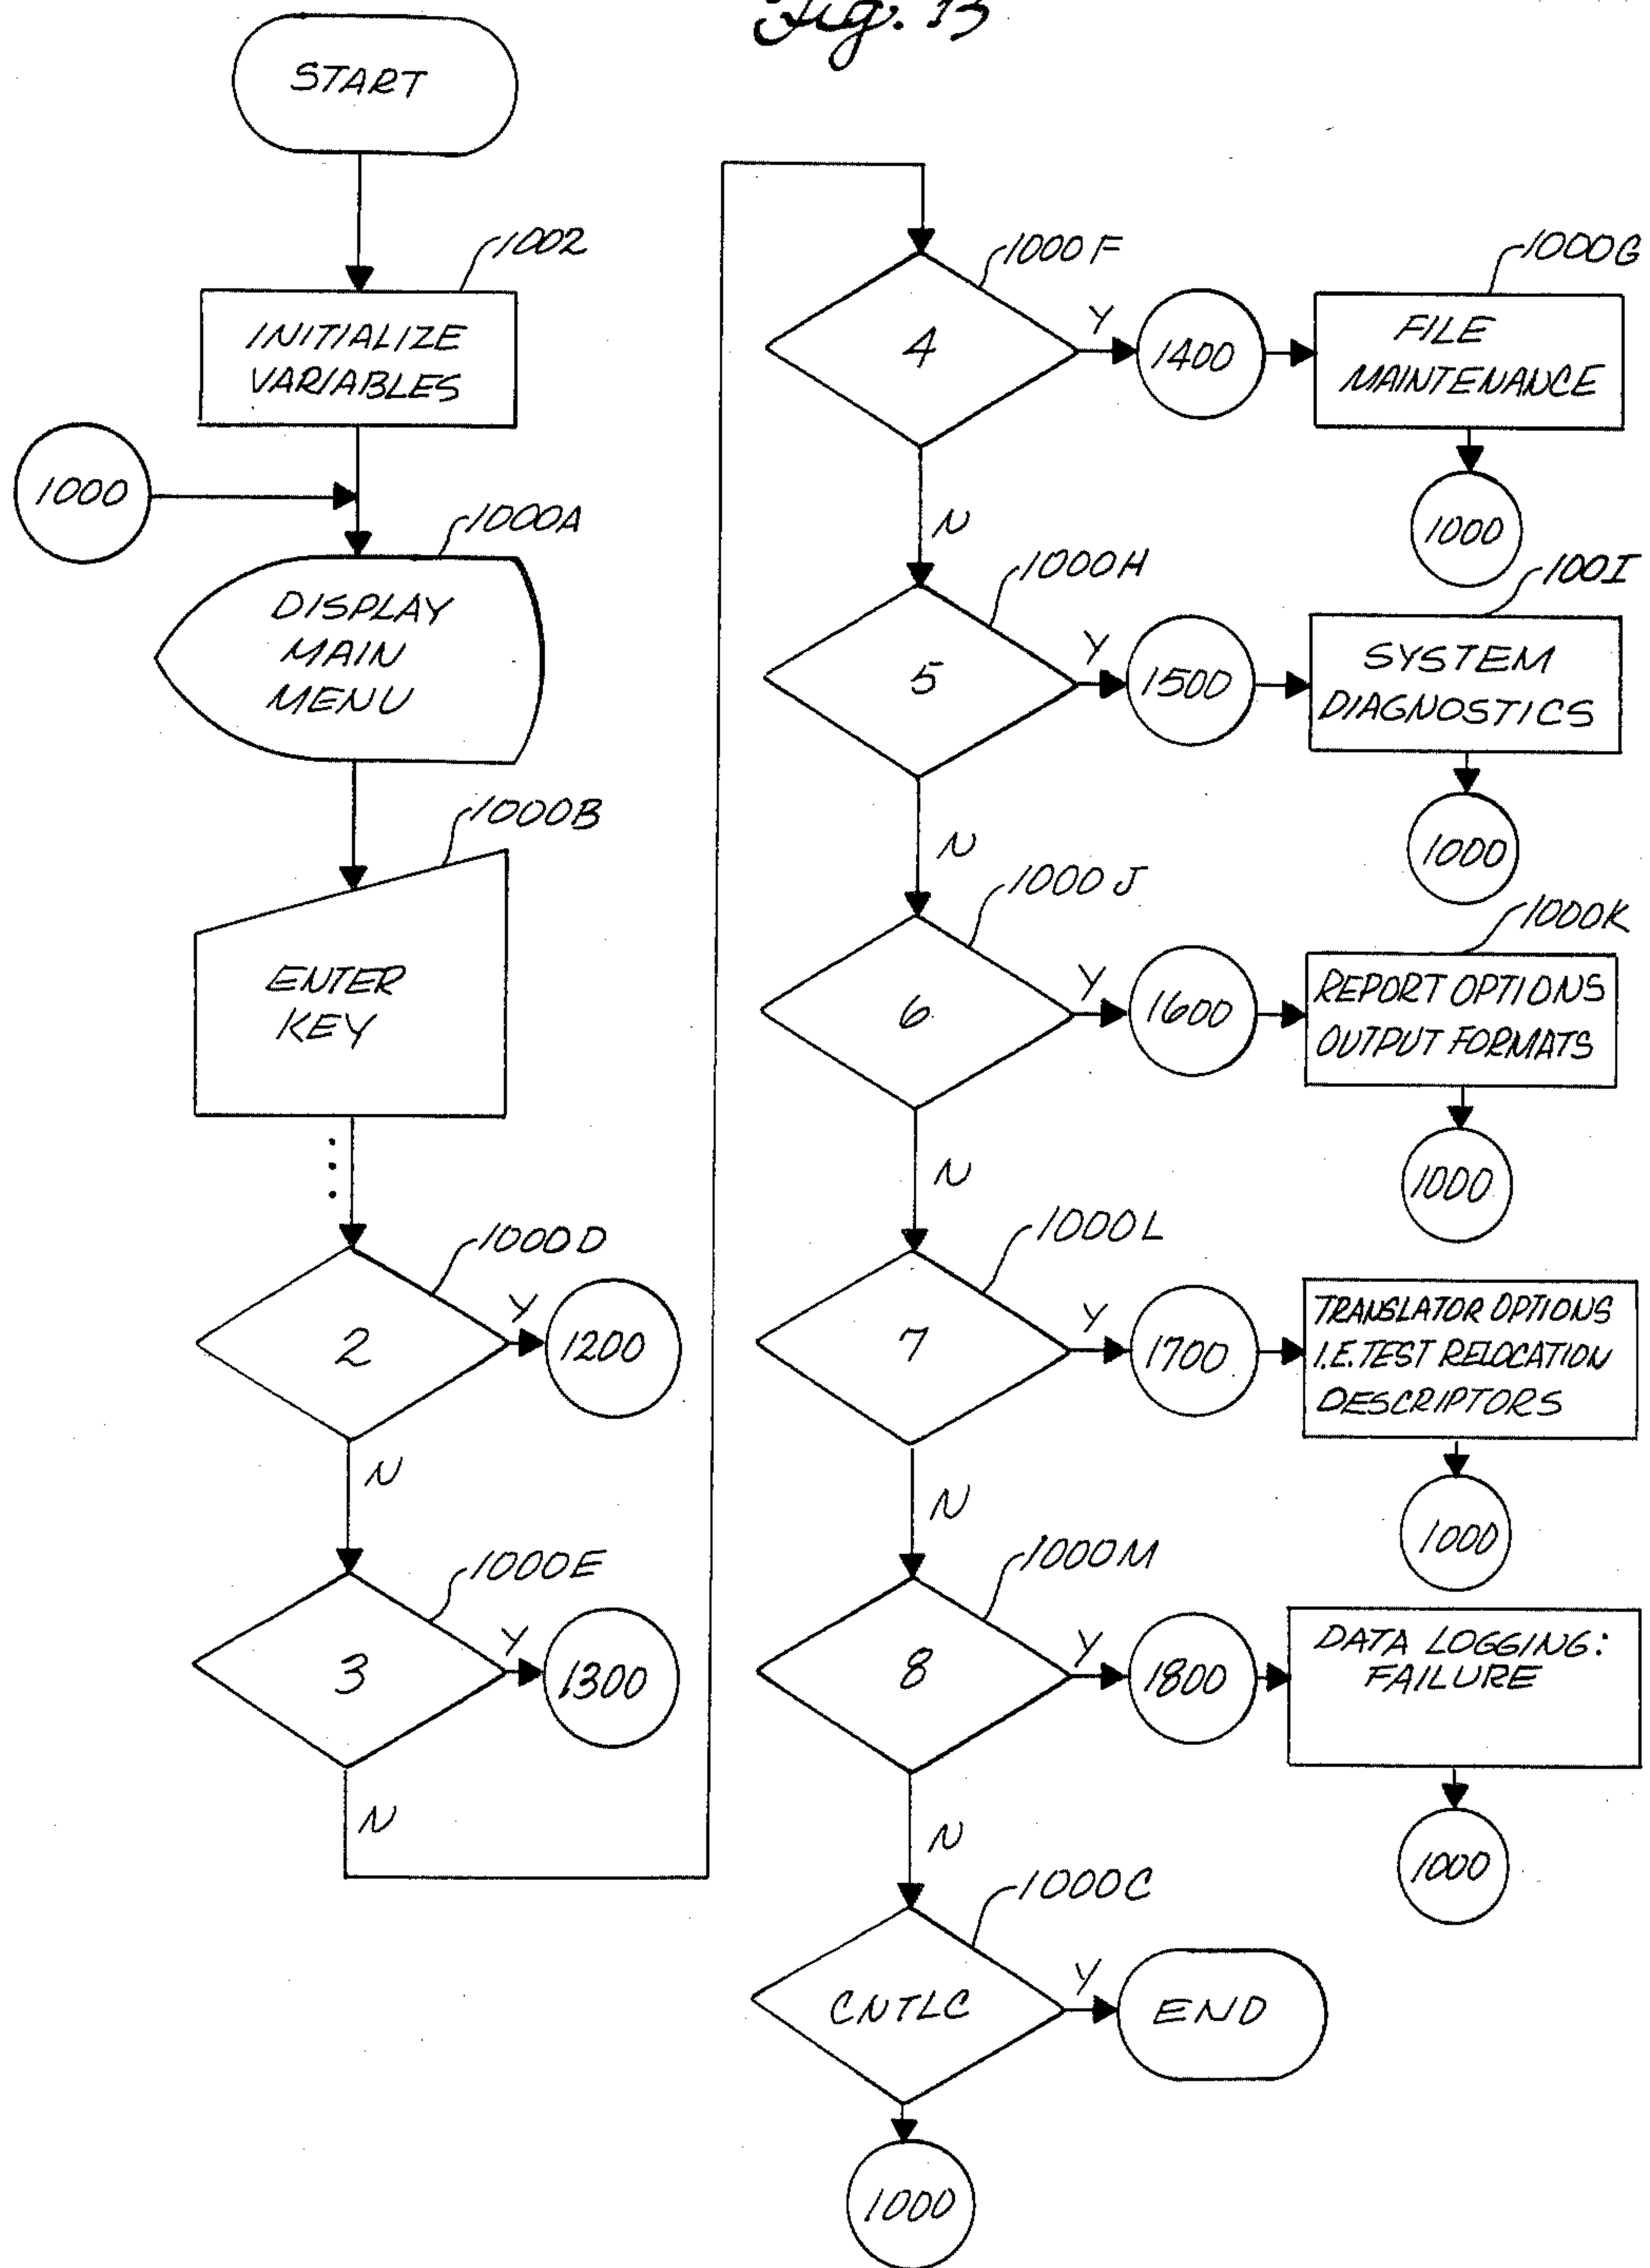 Fig. 13
START
1002
INITIALIZE
VARIABLES
1000
1000A
DISPLAY
MAIN
MENU
1000B
ENTER
KEY
1000D
2
Y
1200
N
1000E
3
Y
1300
N
1000F
4
Y
1400
1000G
FILE
MAINTENANCE
1000
N
1000H
5
Y
1500
100I
SYSTEM
DIAGNOSTICS
1000
N
1000J
6
Y
1600
1000K
REPORT OPTIONS
OUTPUT FORMATS
1000
N
1000L
7
Y
1700
TRANSLATOR OPTIONS
I.E. TEST RELOCATION
DESCRIPTORS
1000
N
1000M
8
Y
1800
DATA LOGGING:
FAILURE
1000
N
1000C
CNTLC
Y
END
1000